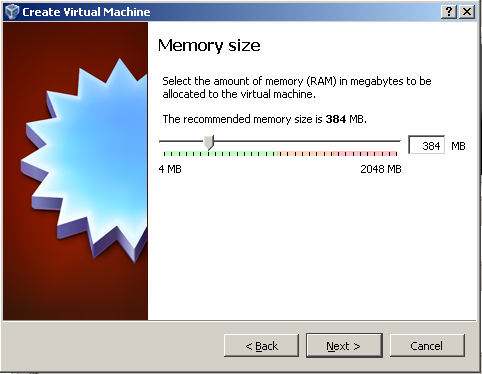 Create Virtual Machine
Memory size
Select the amount of memory (RAM) in megabytes to be
allocated to the virtual machine.
The recommended memory size is 384 MB.
384 MB
4 MB 2048 MB
< Back Next > Cancel